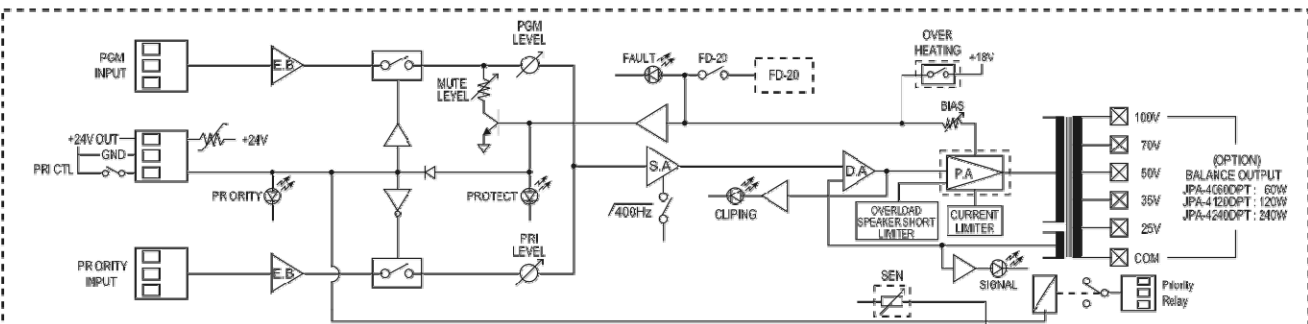 PGM
INPUT
E.B
PGM
LEVEL
MUTE
LEVEL
FAULT
FD-20
FD-20
OVER
HEATING
+18V
BIAS
+24V OUT
GND
PRI CTL
+24V
PRIORITY
PROTECT
S.A
/400Hz
CLIPING
D.A
P.A
OVERLOAD
SPEAKER SHORT
LIMITER
CURRENT
LIMITER
100V
70V
50V
35V
25V
COM
(OPTION)
BALANCE OUTPUT
JPA-4060DPT : 60W
JPA-4120DPT : 120W
JPA-4240DPT : 240W
PRIORITY
INPUT
E.B
PRI
LEVEL
SEN
SIGNAL
Priority
Relay